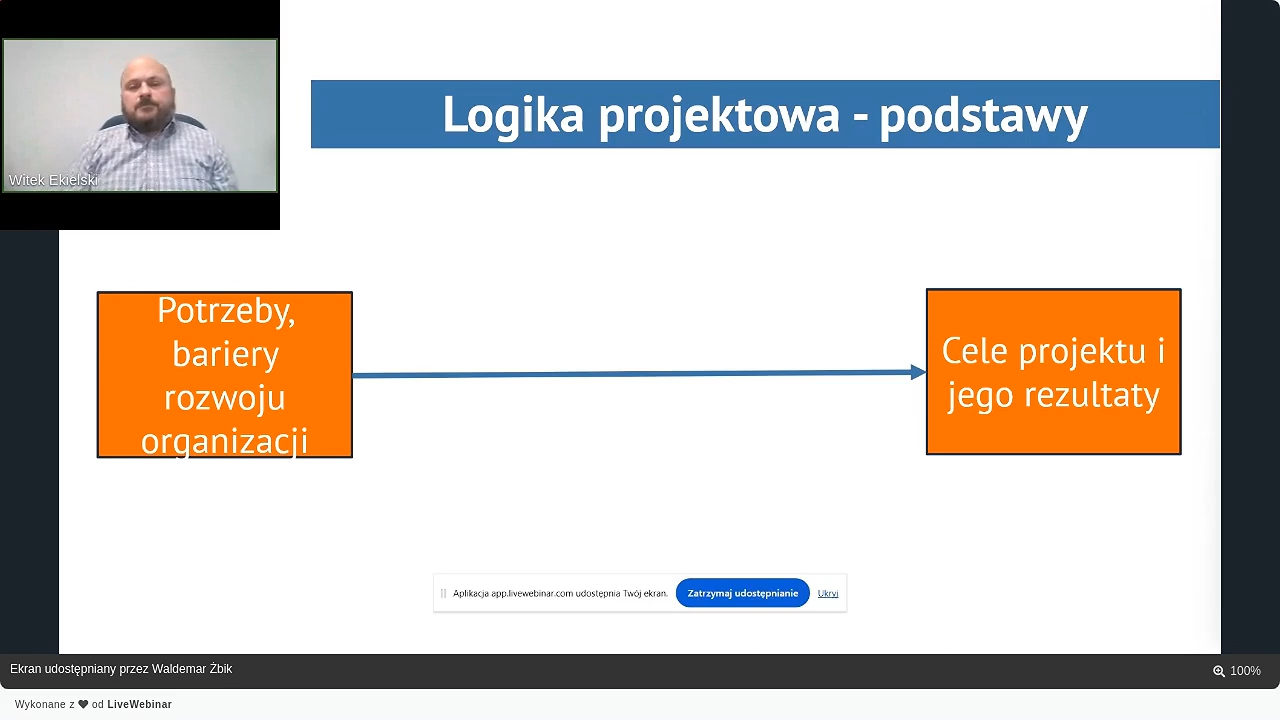 Logika projektowa - podstawy
Witek Ekielski
Potrzeby,
bariery
rozwoju
organizacji
Cele projektu i
jego rezultaty
Aplikacja app.livewebinar.com udostępnia Twój ekran.
Zatrzymaj udostępnianie
Ukryj
Ekran udostępniany przez Waldemar Żbik
100%
Wykonane z ❤ od LiveWebinar